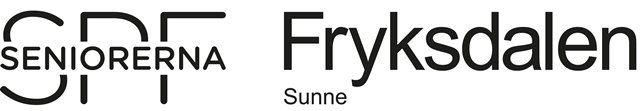 SPF
SENIORERNA
Fryksdalen
Sunne